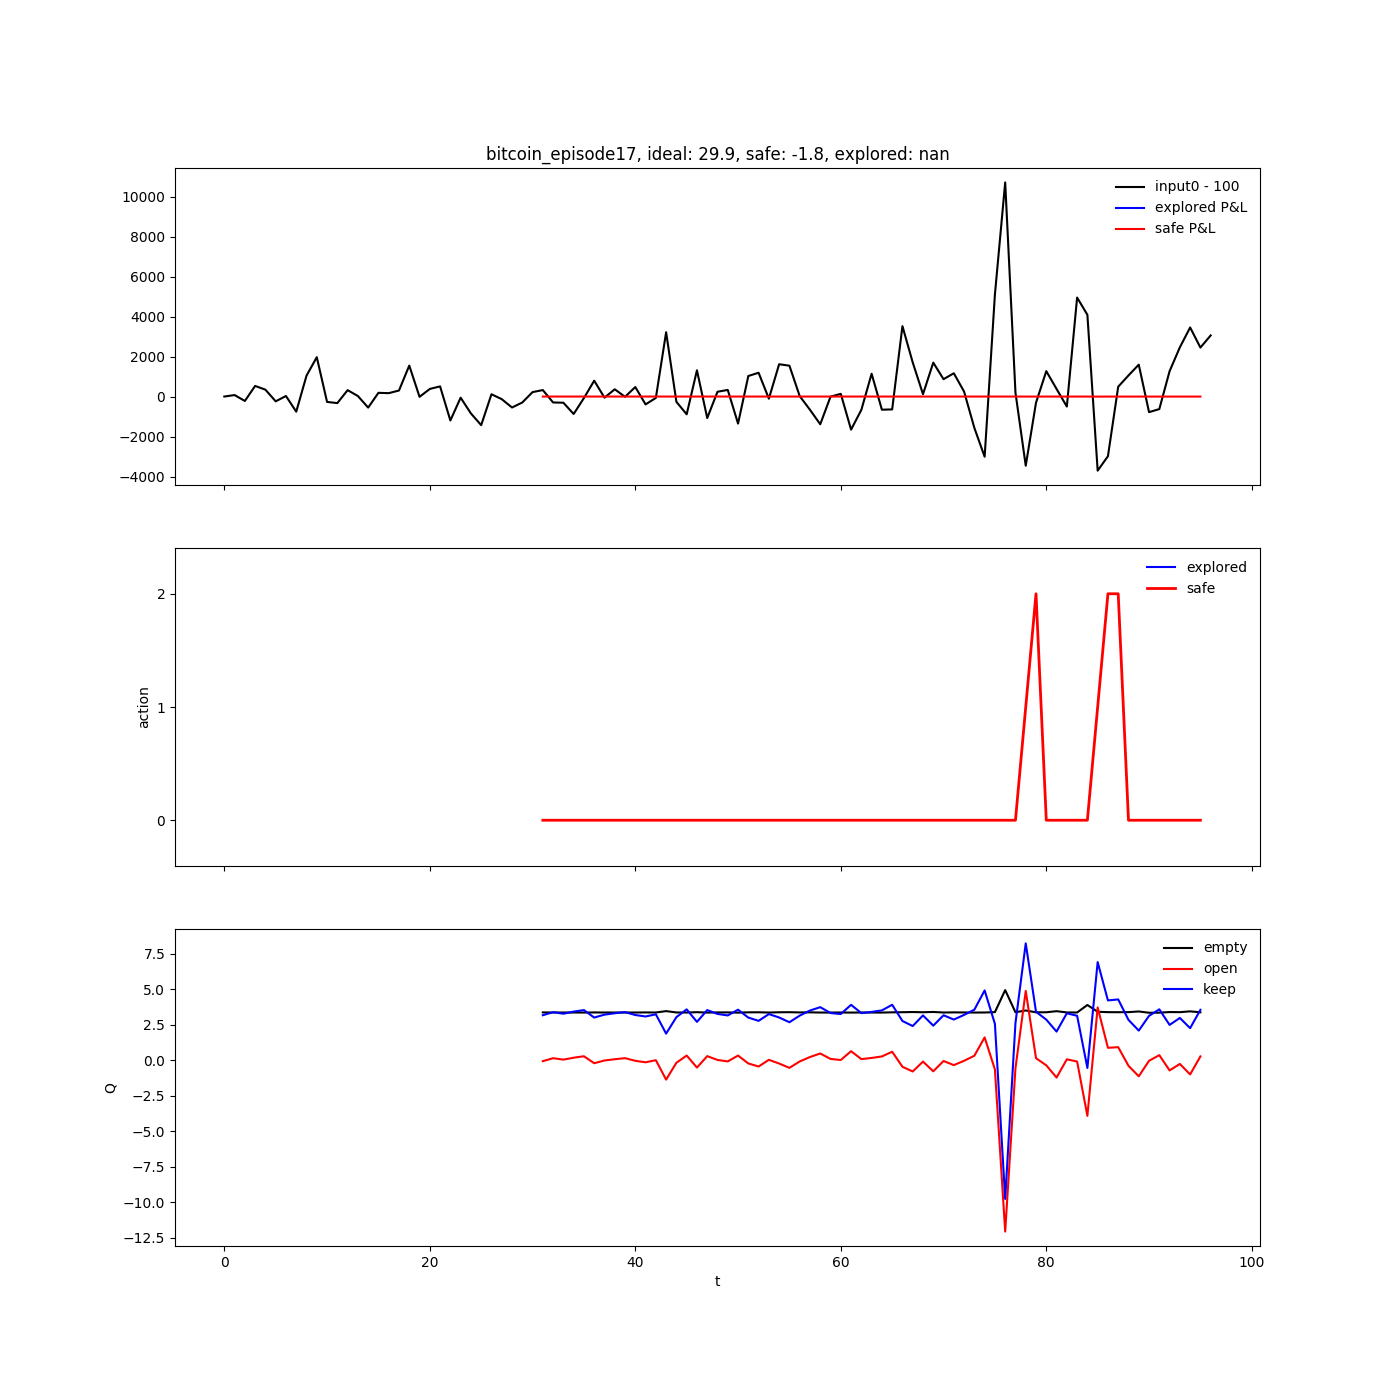 bitcoin_episode17, ideal: 29.9, safe: -1.8, explored: nan
10000
8000
6000
4000
2000
0
−2000
−4000
input0 - 100
explored P&L
safe P&L
action
2
1
0
explored
safe
Q
7.5
5.0
2.5
0.0
−2.5
−5.0
−7.5
−10.0
−12.5
empty
open
keep
0 20 40 60 80 100
t